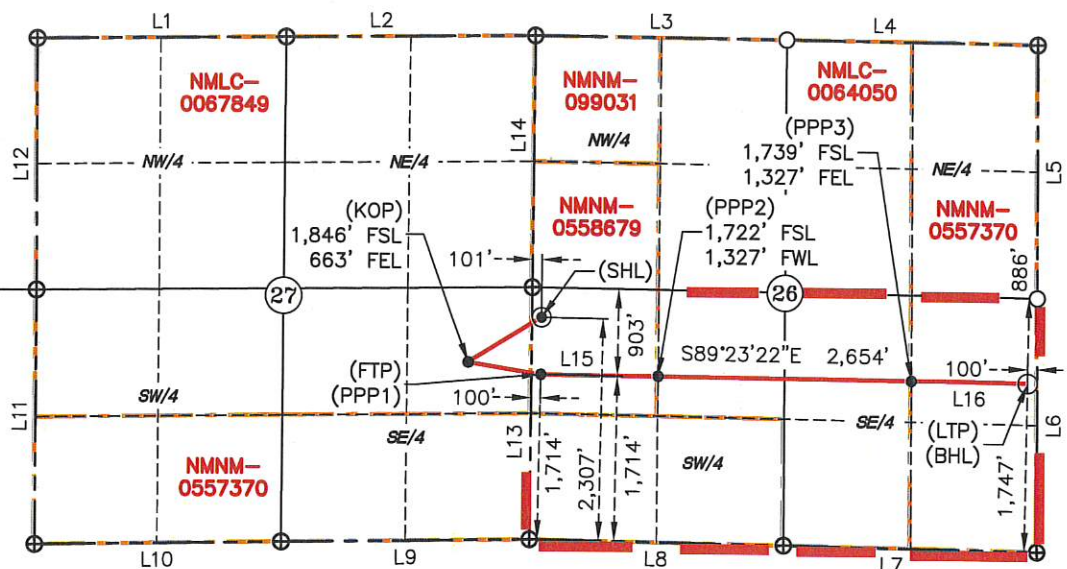 L1
L2
L3
L4
NMLC-
0067849
NMNM-
099031
NMLC-
0064050
L12
NW/4
NE/4
L14
NW/4
(PPP3)
1,739' FSL
1,327' FEL
NE/4
L5
(KOP)
1,846' FSL
663' FEL
NMNM-
0558679
(PPP2)
1,722' FSL
1,327' FWL
NMNM-
0557370
101'
(SHL)
886'
27
26
903'
L15
S89°23'22"E
2,654'
100'
(FTP)
(PPP1)
100'
L16
(LTP)
(BHL)
L11
SW/4
SE/4
L13
1,714'
2,307'
1,714'
SW/4
SE/4
L6
1,747'
NMNM-
0557370
L10
L9
L8
L7